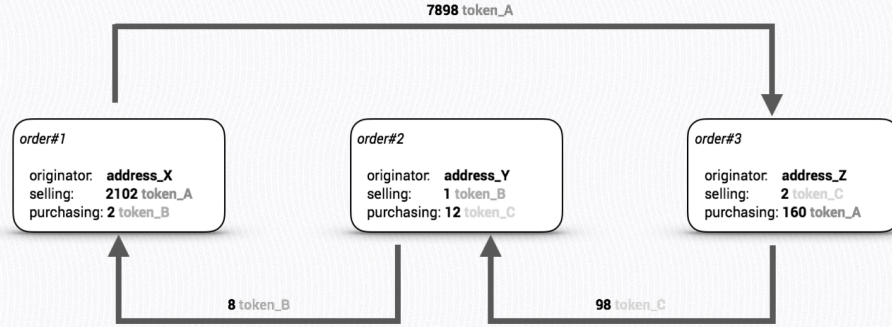 7898 token_A
order#1
originator: address_X
selling: 2102 token_A
purchasing: 2 token_B
order#2
originator: address_Y
selling: 1 token_B
purchasing: 12 token_C
order#3
originator: address_Z
selling: 2 token_C
purchasing: 160 token_A
8 token_B
98 token_C